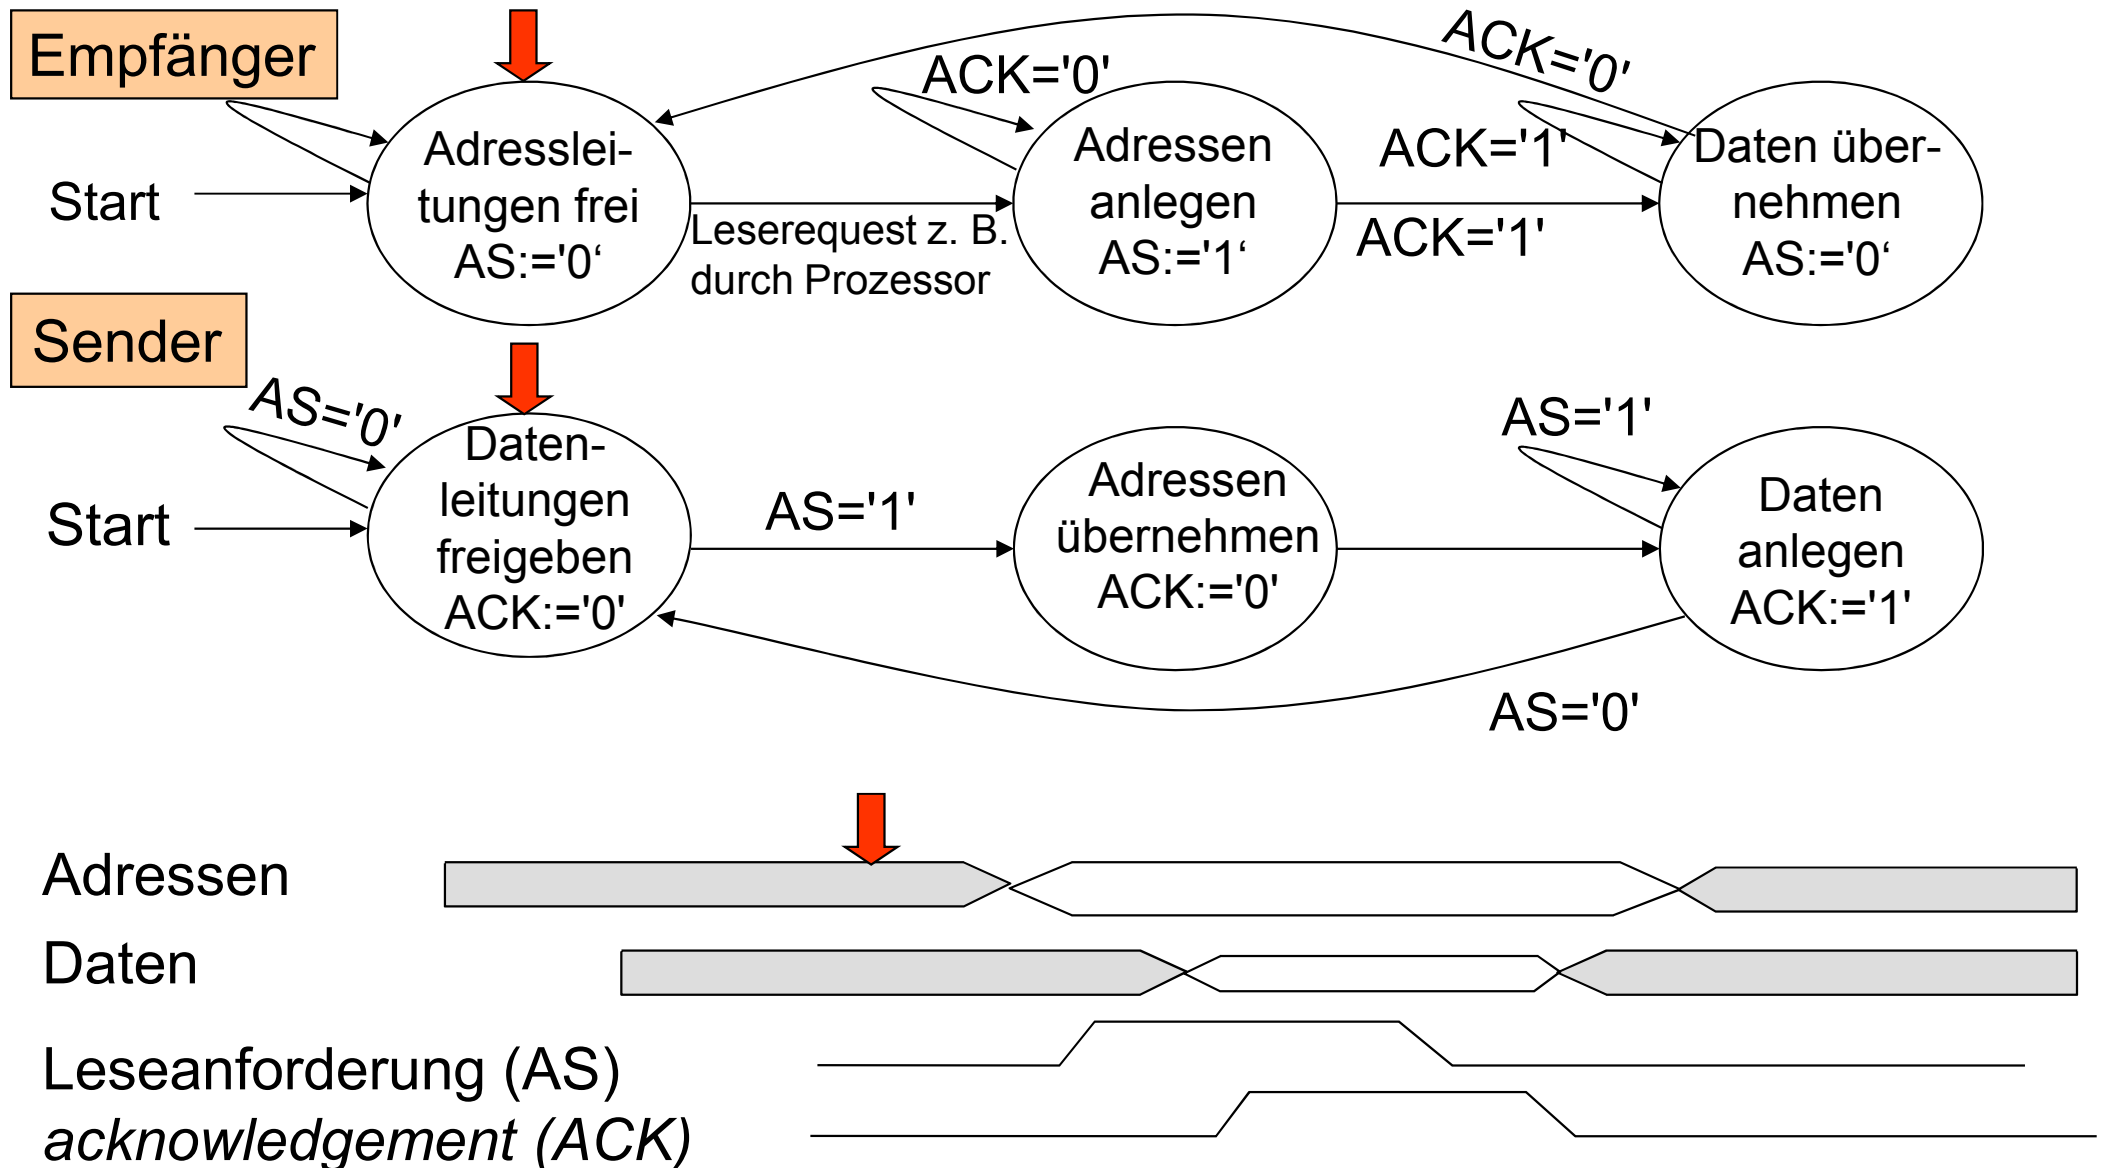 Empfänger
ACK='0'
ACK='0'
Adresslei-
tungen frei
AS:='0‘
Adressen
anlegen
AS:='1‘
ACK='1'
Daten über-
nehmen
AS:='0‘
Start
Leserequest z. B.
durch Prozessor
ACK='1'
Sender
AS='0'
Daten-
leitungen
freigeben
ACK:='0'
AS='1'
Adressen
übernehmen
ACK:='0'
AS='1'
Daten
anlegen
ACK:='1'
Start
AS='0'
Adressen
Daten
Leseanforderung (AS)
acknowledgement (ACK)